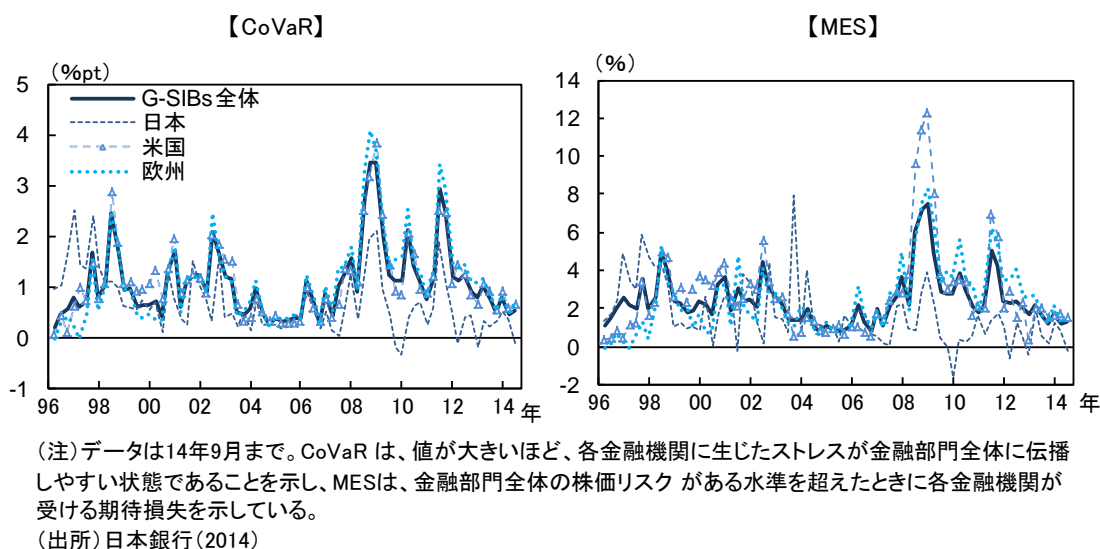 【CoVaR】
(%pt)
5
4
3
2
1
0
-1
G-SIBs全体
日本
米国
欧州
96 98 00 02 04 06 08 10 12 14 年
【MES】
(%)
14
12
10
8
6
4
2
0
-2
96 98 00 02 04 06 08 10 12 14 年
(注)データは14年9月まで。CoVaR は、値が大きいほど、各金融機関に生じたストレスが金融部門全体に伝播
しやすい状態であることを示し、MESは、金融部門全体の株価リスク がある水準を超えたときに各金融機関が
受ける期待損失を示している。
(出所)日本銀行(2014)